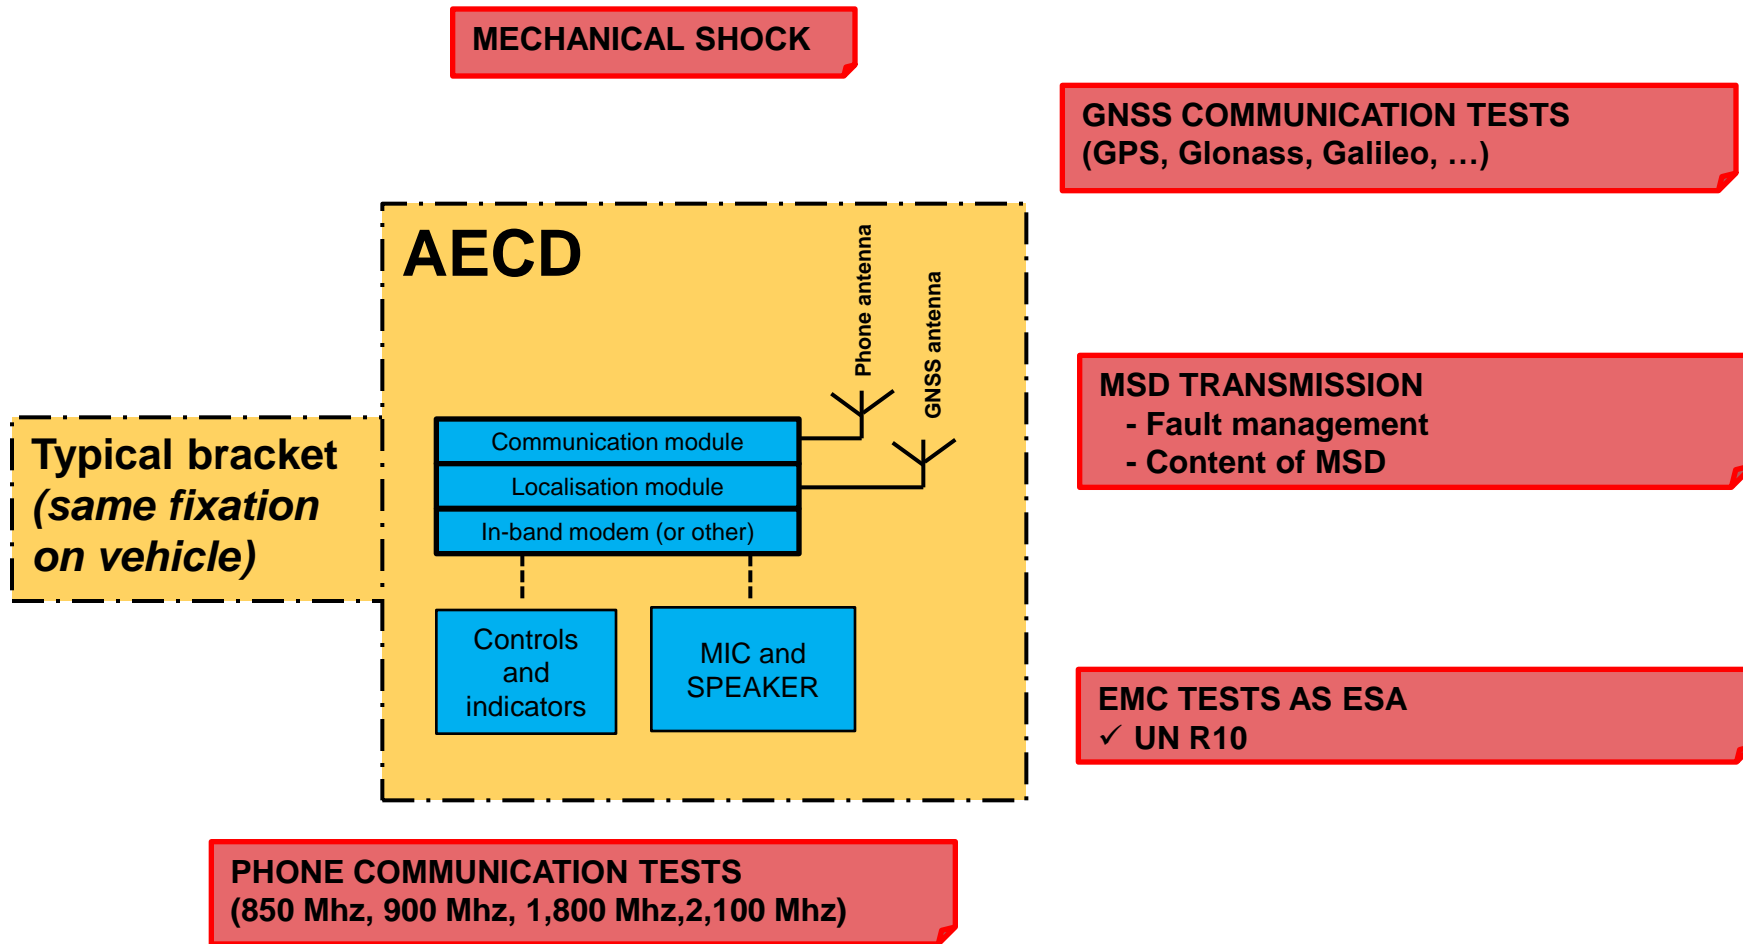 MECHANICAL SHOCK
GNSS COMMUNICATION TESTS
(GPS, Glonass, Galileo, …)
AECD
Phone antenna
GNSS antenna
MSD TRANSMISSION
- Fault management
- Content of MSD
Typical bracket
(same fixation
on vehicle)
Communication module
Localisation module
In-band modem (or other)
Controls
and
indicators
MIC and
SPEAKER
EMC TESTS AS ESA
✓ UN R10
PHONE COMMUNICATION TESTS
(850 Mhz, 900 Mhz, 1,800 Mhz,2,100 Mhz)